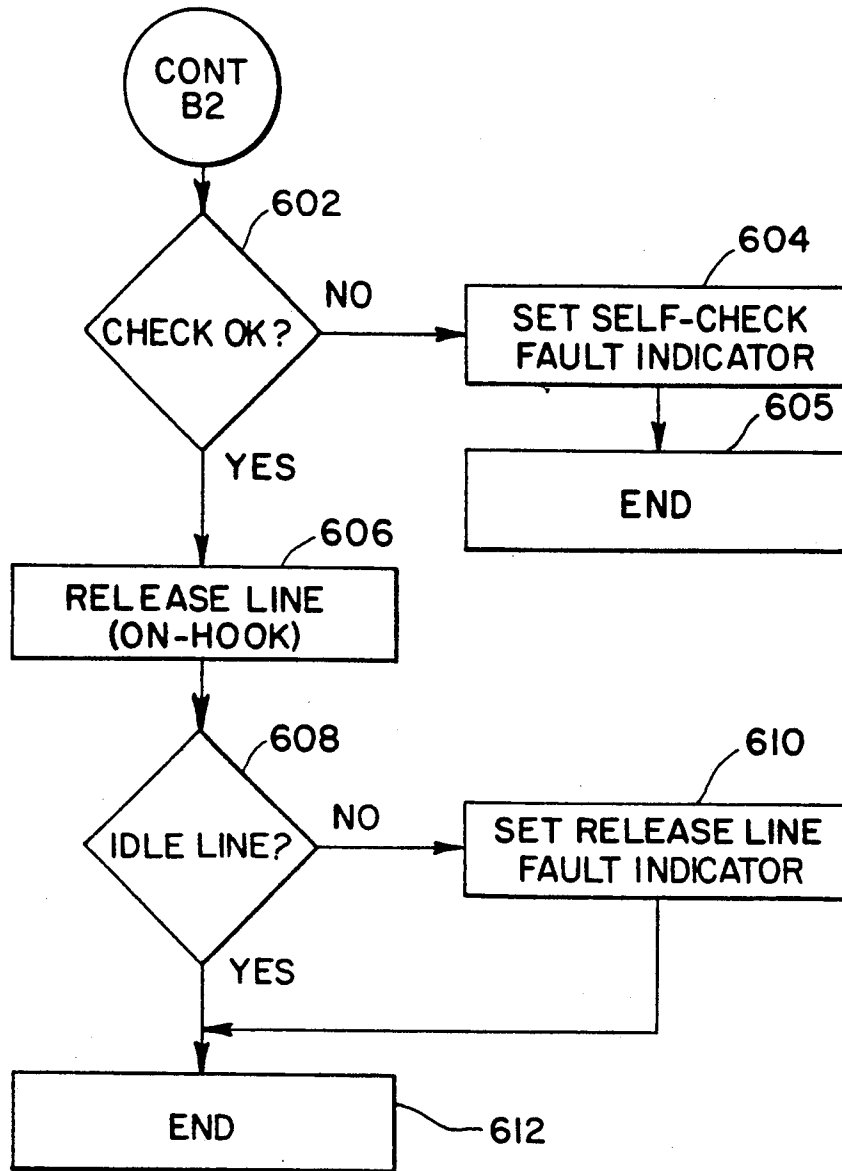 CONT
B2
602
CHECK OK?
NO
604
SET SELF-CHECK
FAULT INDICATOR
605
END
YES
606
RELEASE LINE
(ON-HOOK)
608
IDLE LINE?
NO
610
SET RELEASE LINE
FAULT INDICATOR
YES
END
612